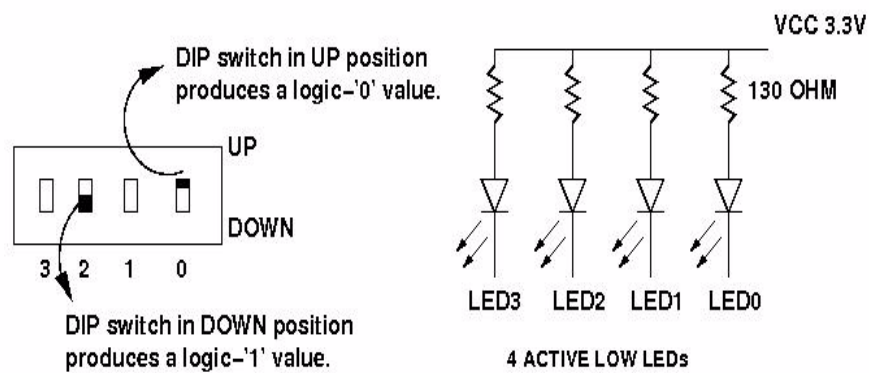 VCC 3.3V
DIP switch in UP position
produces a logic-'0' value.
130 OHM
UP
DOWN
3 2 1 0
LED3 LED2 LED1 LED0
DIP switch in DOWN position
produces a logic-'1' value.
4 ACTIVE LOW LEDs